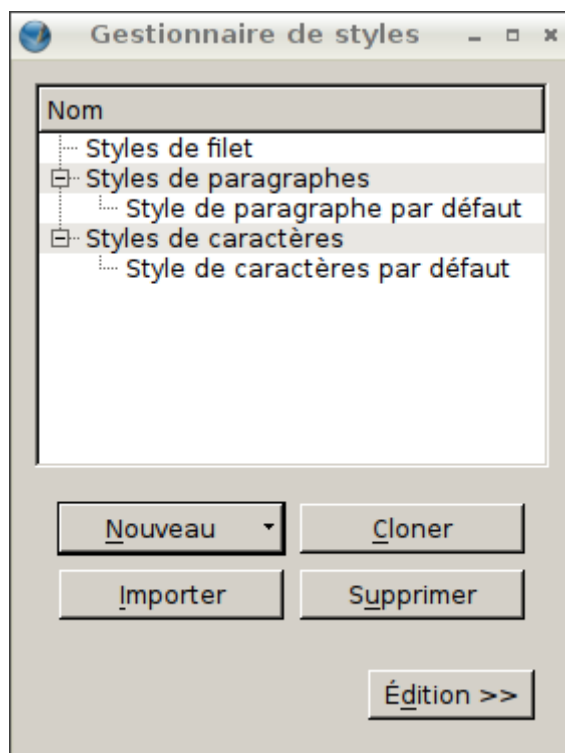 Gestionnaire de styles
Nom
Styles de filet
Styles de paragraphes
Style de paragraphe par défaut
Styles de caractères
Style de caractères par défaut
Nouveau
Cloner
Importer
Supprimer
Édition >>